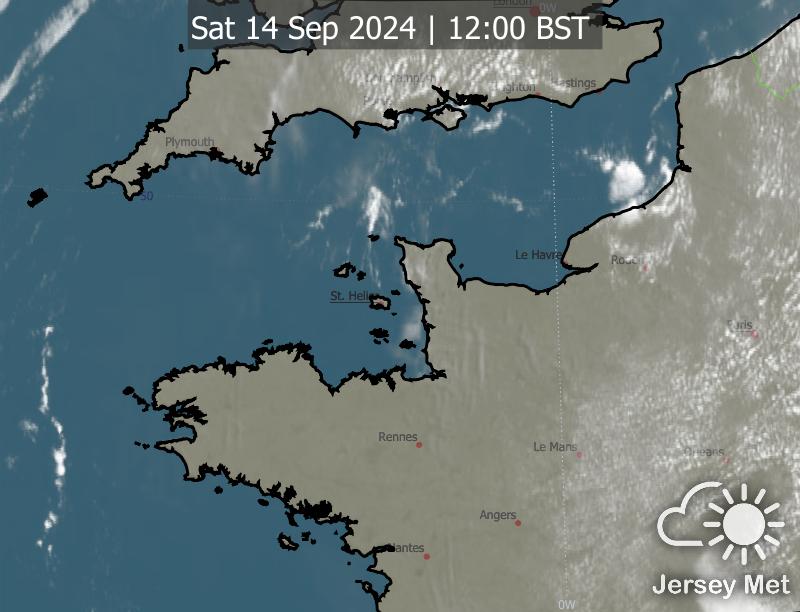 London
0W
Sat 14 Sep 2024 | 12:00 BST
Southampton
Brighton
Hastings
Plymouth
50
Le Havre
Rouen
St. Helier
Paris
Rennes
Le Mans
Orleans
Angers
Nantes
Jersey Met
0W